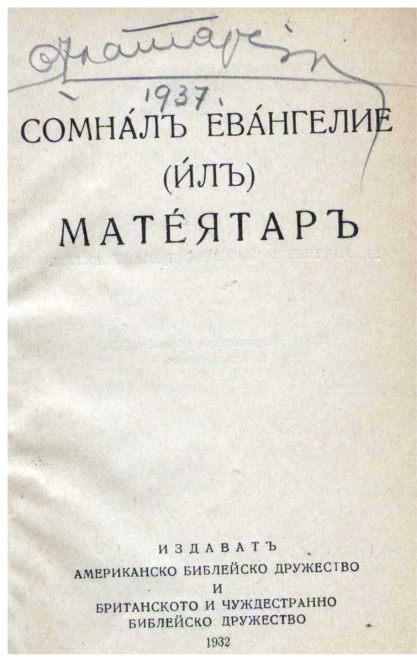 1937.
СОМНА́ЛЪ ЕВА́НГЕЛИЕ
(И́ЛЪ)
МАТЕ́ЯТАРЪ
ИЗДАВАТЪ
АМЕРИКАНСКО БИБЛЕЙСКО ДРУЖЕСТВО
И
БРИТАНСКОТО И ЧУЖДЕСТРАННО
БИБЛЕЙСКО ДРУЖЕСТВО
1932